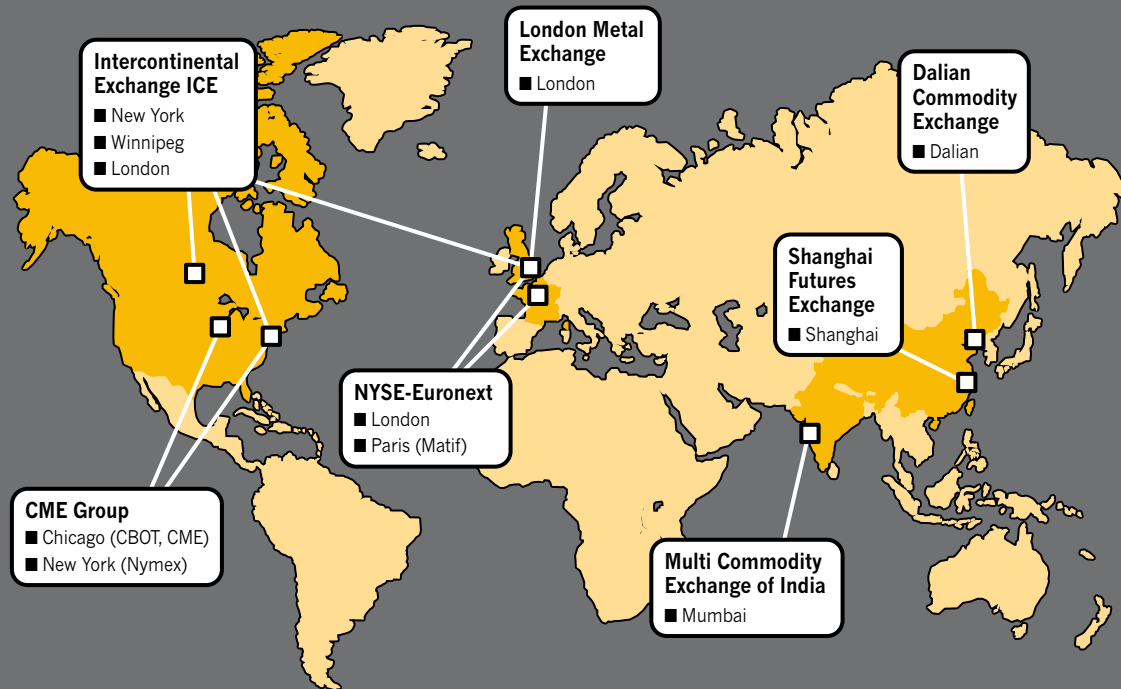 Intercontinental
Exchange ICE
■ New York
■ Winnipeg
■ London
London Metal
Exchange
■ London
Dalian
Commodity
Exchange
■ Dalian
Shanghai
Futures
Exchange
■ Shanghai
NYSE-Euronext
■ London
■ Paris (Matif)
CME Group
■ Chicago (CBOT, CME)
■ New York (Nymex)
Multi Commodity
Exchange of India
■ Mumbai